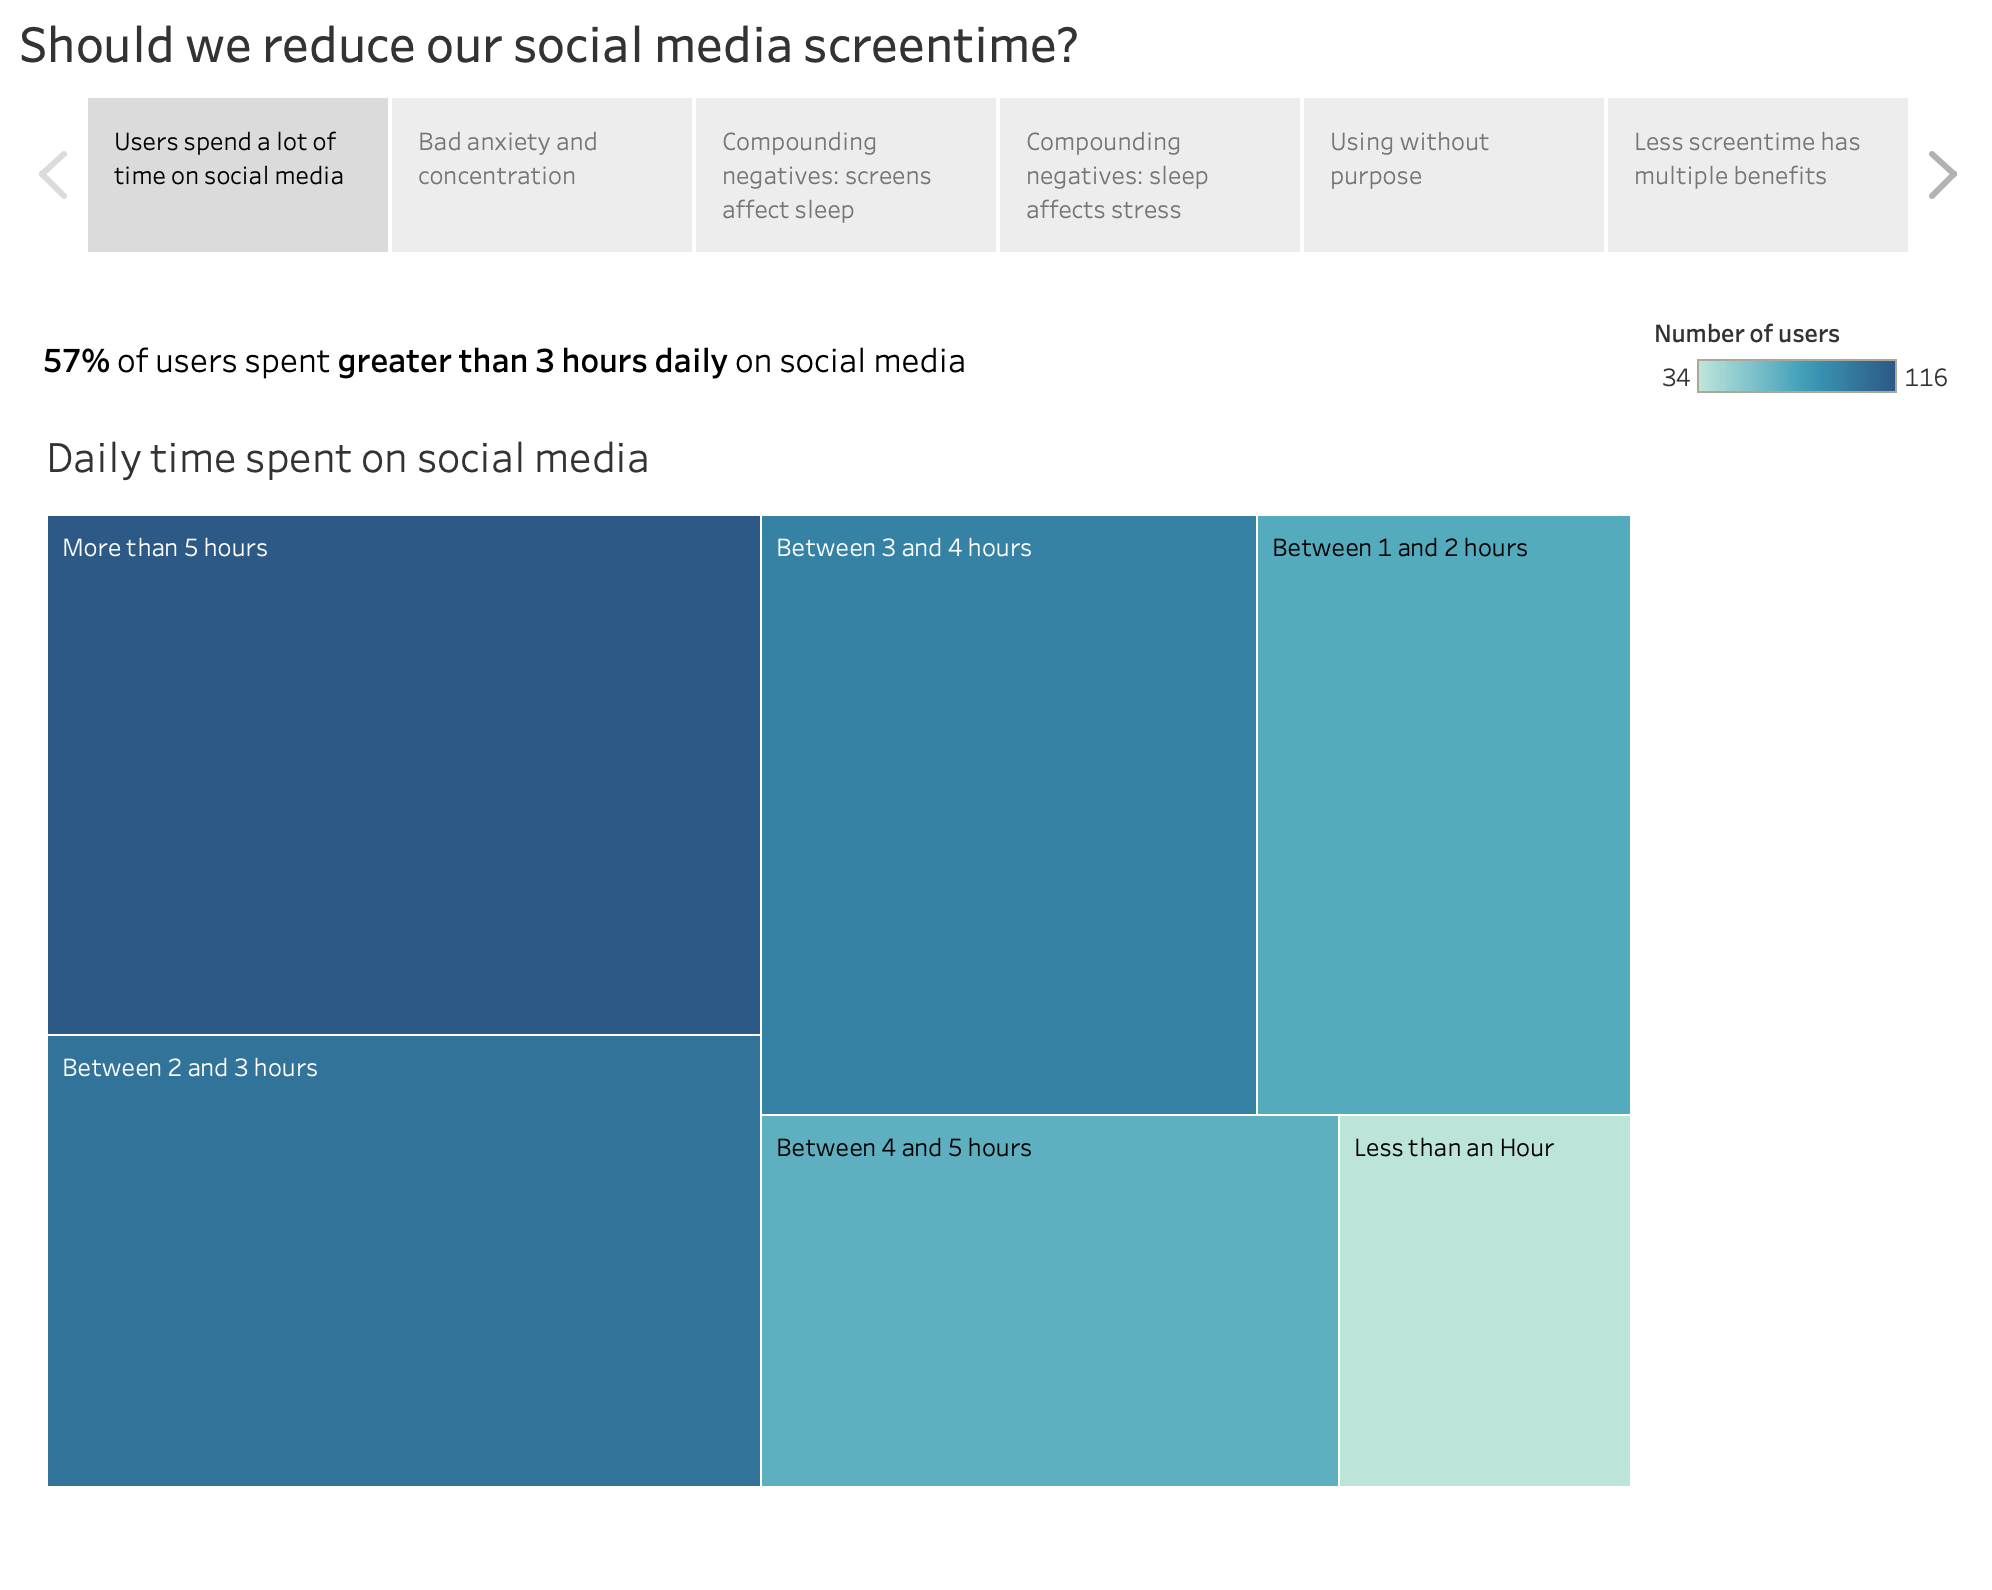 Should we reduce our social media screentime?
Users spend a lot of
time on social media
Bad anxiety and
concentration
Compounding
negatives: screens
affect sleep
Compounding
negatives: sleep
affects stress
Using without
purpose
Less screentime has
multiple benefits
57% of users spent greater than 3 hours daily on social media
Number of users
34
116
Daily time spent on social media
More than 5 hours
Between 3 and 4 hours
Between 1 and 2 hours
Between 2 and 3 hours
Between 4 and 5 hours
Less than an Hour